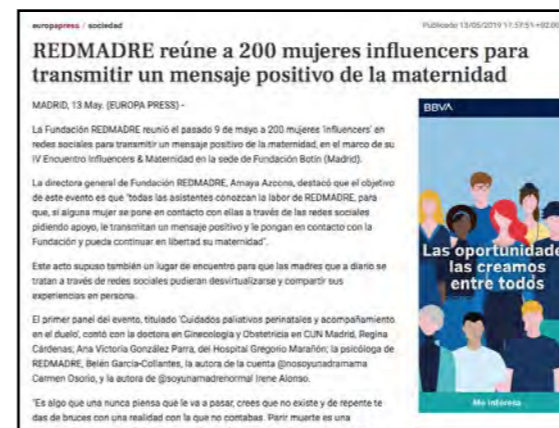 europapress / sociedad
Publicado 13/05/2019 17:57:51 +02:00
REDMADRE reúne a 200 mujeres influencers para
transmitir un mensaje positivo de la maternidad
MADRID, 13 May. (EUROPA PRESS) -
La Fundación REDMADRE reunió el pasado 9 de mayo a 200 mujeres 'influencers' en
redes sociales para transmitir un mensaje positivo de la maternidad, en el marco de su
IV Encuentro Influencers & Maternidad en la sede de Fundación Botín (Madrid).
La directora general de Fundación REDMADRE, Amaya Azcona, destacó que el objetivo
de este evento es que "todas las asistentes conozcan la labor de REDMADRE, para
que, si alguna mujer se pone en contacto con ellas a través de las redes sociales
pidiendo apoyo, le transmitan un mensaje positivo y le pongan en contacto con la
Fundación y pueda continuar en libertad su maternidad".
Este acto supuso también un lugar de encuentro para que las madres que a diario se
tratan a través de redes sociales pudieran desvirtualizarse y compartir sus
experiencias en persona.
El primer panel del evento, titulado 'Cuidados paliativos perinatales y acompañamiento
en el duelo', contó con la doctora en Ginecología y Obstetricia en CUN Madrid, Regina
Cárdenas; Ana Victoria González Parra, del Hospital Gregorio Marañón; la psicóloga de
REDMADRE, Belén García-Collantes, la autora de la cuenta @nosoyunadramama
Carmen Osorio, y la autora de @soyunamadrenormal Irene Alonso.
"Es algo que una nunca piensa que le va a pasar, crees que no existe y de repente te
das de bruces con una realidad con la que no contabas. Parir muerte es una
BBVA
Las oportunidade
las creamos
entre todos
Me interesa